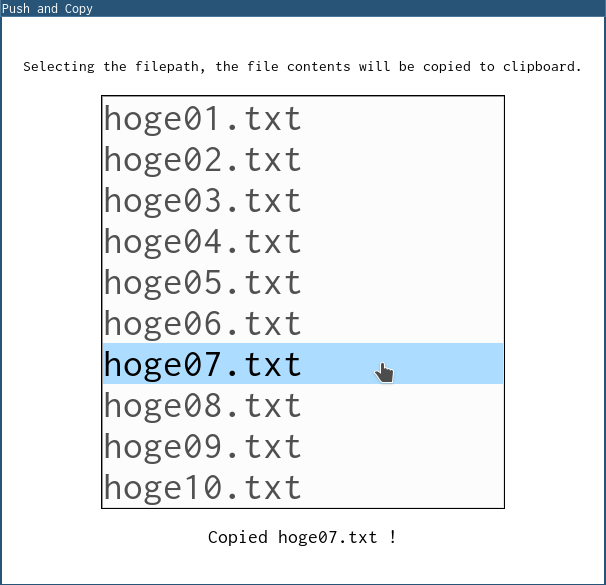 Push and Copy
Selecting the filepath, the file contents will be copied to clipboard.
hoge01.txt
hoge02.txt
hoge03.txt
hoge04.txt
hoge05.txt
hoge06.txt
hoge07.txt
hoge08.txt
hoge09.txt
hoge10.txt
Copied hoge07.txt !